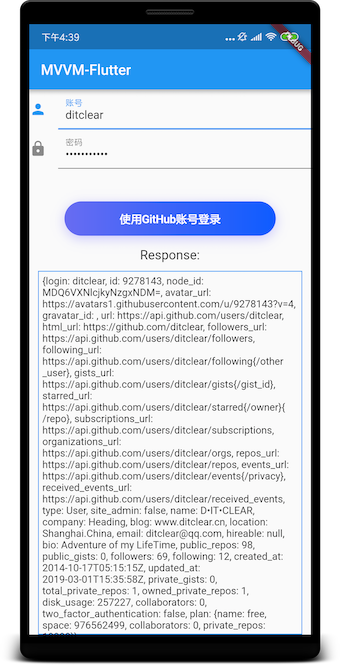 下午4:39
MVVM-Flutter
账号
ditclear
密码
•••••••••••
使用GitHub账号登录
Response:
{login: ditclear, id: 9278143, node_id:
MDQ6VXNlcjkyNzgxNDM=, avatar_url:
https://avatars1.githubusercontent.com/u/9278143?v=4,
gravatar_id: , url: https://api.github.com/users/ditclear,
html_url: https://github.com/ditclear, followers_url:
https://api.github.com/users/ditclear/followers,
following_url:
https://api.github.com/users/ditclear/following{/other
_user}, gists_url:
https://api.github.com/users/ditclear/gists{/gist_id},
starred_url:
https://api.github.com/users/ditclear/starred{/owner}{
/repo}, subscriptions_url:
https://api.github.com/users/ditclear/subscriptions,
organizations_url:
https://api.github.com/users/ditclear/orgs, repos_url:
https://api.github.com/users/ditclear/repos, events_url:
https://api.github.com/users/ditclear/events{/privacy},
received_events_url:
https://api.github.com/users/ditclear/received_events,
type: User, site_admin: false, name: D•IT•CLEAR,
company: Heading, blog: www.ditclear.cn, location:
Shanghai.China, email: ditclear@qq.com, hireable: null,
bio: Adventure of my LifeTime, public_repos: 98,
public_gists: 0, followers: 69, following: 12, created_at:
2014-10-17T05:15:15Z, updated_at:
2019-03-01T15:35:58Z, private_gists: 0,
total_private_repos: 1, owned_private_repos: 1,
disk_usage: 257227, collaborators: 0,
two_factor_authentication: false, plan: {name: free,
space: 976562499, collaborators: 0, private_repos: